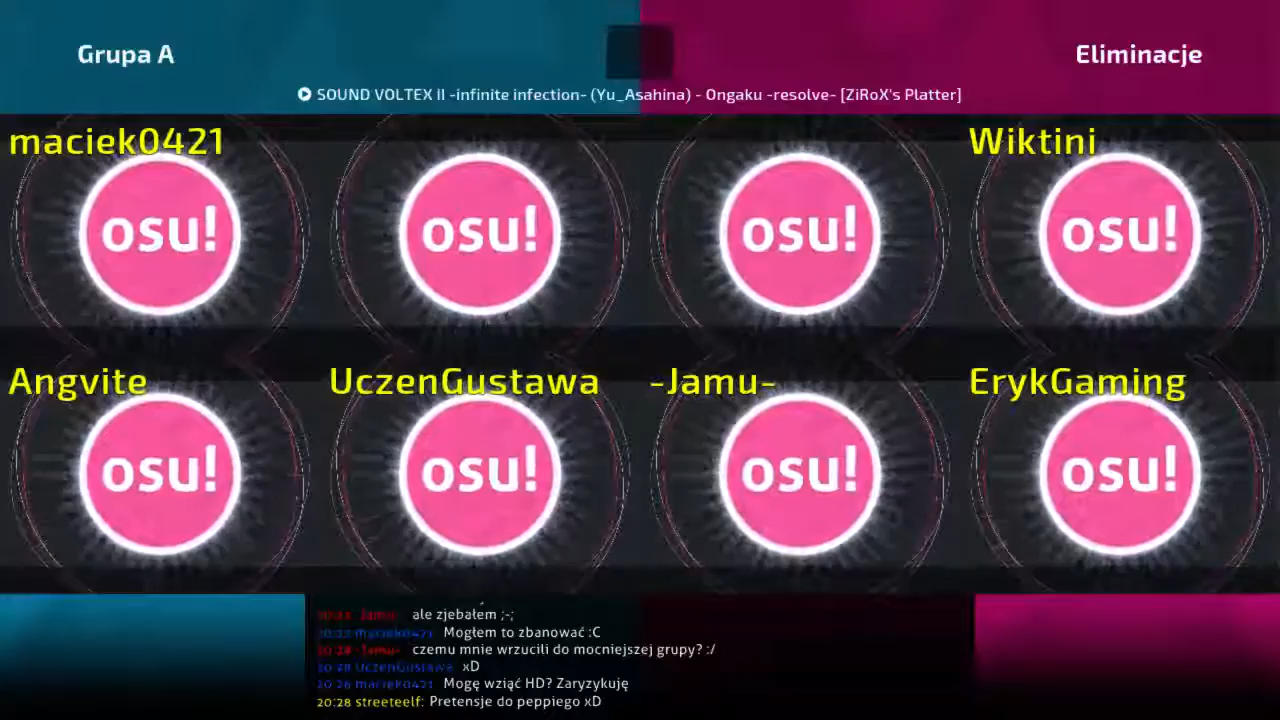 Grupa A
Eliminacje
SOUND VOLTEX II -infinite infection- (Yu_Asahina) - Ongaku -resolve- [ZiRoX's Platter]
maciek0421
Wiktini
osu!
osu!
osu!
osu!
Angvite
UczenGustawa
-Jamu-
ErykGaming
osu!
osu!
osu!
osu!
-Jamu- ale zjebałem ;-;
maciek0421 Mogłem to zbanować :C
-Jamu- czemu mnie wrzucili do mocniejszej grupy? :/
UczenGustawa xD
maciek0421 Mogę wziąć HD? Zaryzykuję
20:28 streeteelf: Pretensje do peppiego xD